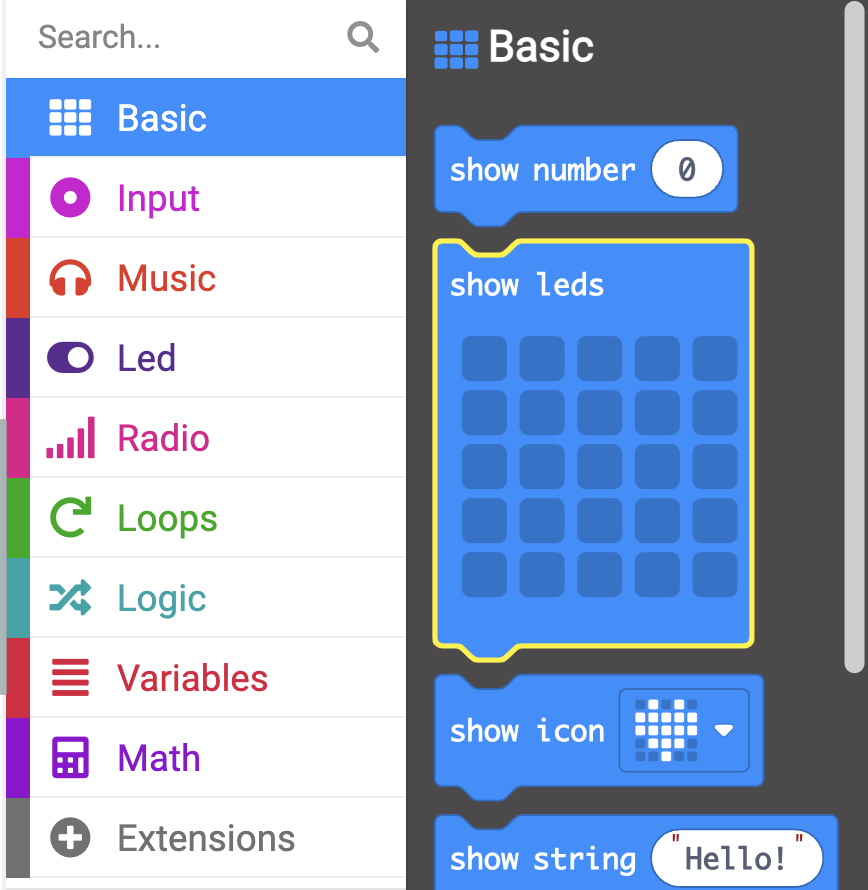 Search...
Basic
Input
Music
Led
Radio
Loops
Logic
Variables
Math
Extensions
Basic
show number 0
show leds
show icon
show string "Hello!"